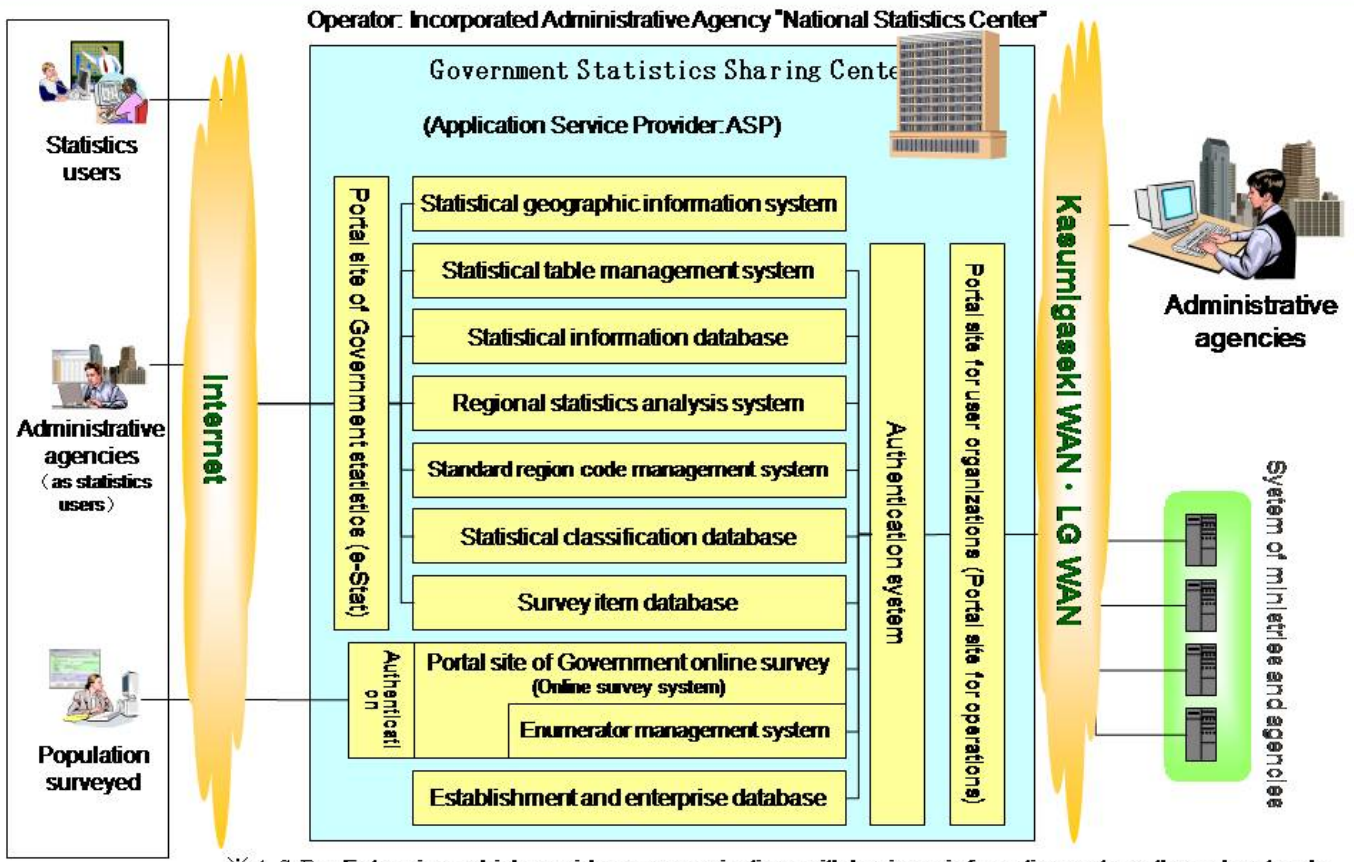 Operator: Incorporated Administrative Agency "National Statistics Center"
Government Statistics Sharing Cente
(Application Service Provider: ASP)
Statistics
users
Administrative
agencies
（as statistics
users）
Population
surveyed
Internet
Portal site of Government statistics (e-Stat)
Statistical geographic information system
Statistical table management system
Statistical information database
Regional statistics analysis system
Standard region code management system
Statistical classification database
Survey item database
Authenticati
on
Portal site of Government online survey
(Online survey system)
Enumerator management system
Establishment and enterprise database
Authentication system
Portal site for user organizations (Portal site for operations)
Kasumigaseki WAN・LG WAN
Administrative
agencies
System of ministries and agencies